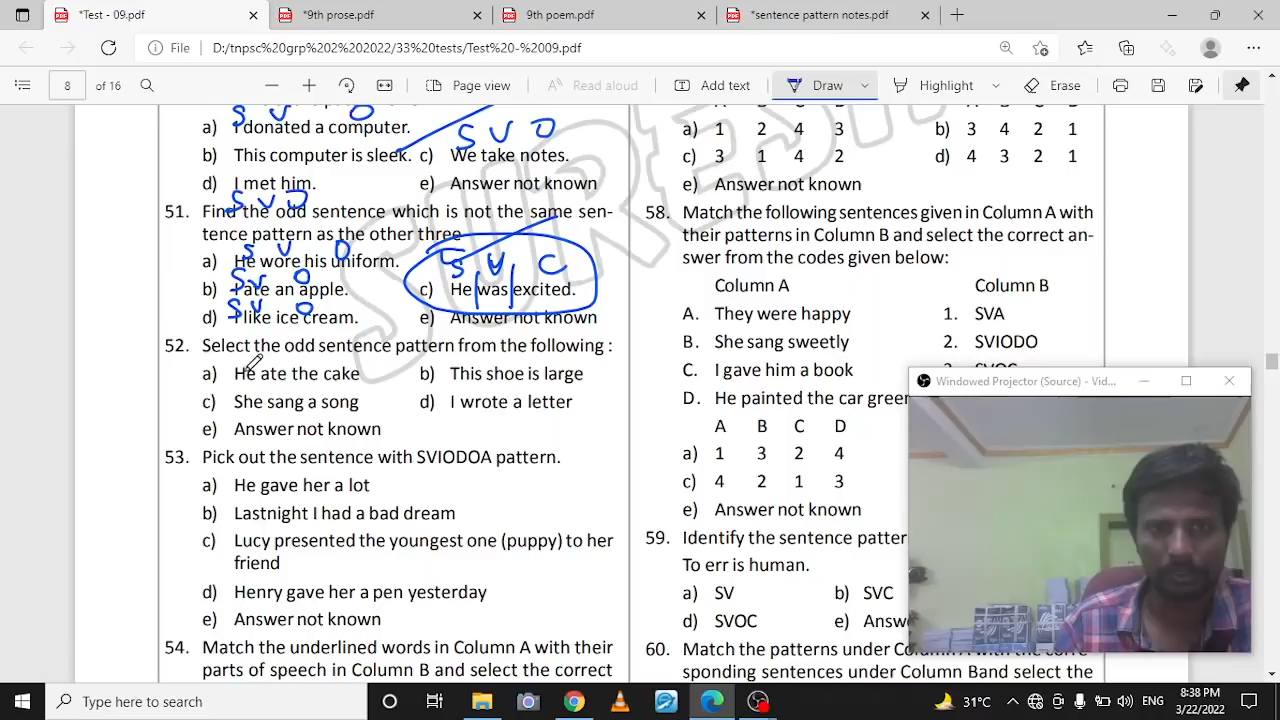 *Test - 09.pdf
*9th prose.pdf
9th poem.pdf
*sentence pattern notes.pdf
File D:/tnpsc%20grp%202%202022/33%20tests/Test%20-%2009.pdf
8 of 16
Page view
Read aloud
Add text
Draw
Highlight
Erase
S V O
a) I donated a computer.
S V O
b) This computer is sleek. c) We take notes.
d) I met him. e) Answer not known
S V O
51. Find the odd sentence which is not the same sen-
tence pattern as the other three
S V O
a) He wore his uniform.
S V O
S V C
b) I ate an apple. c) He was excited.
S V O
d) I like ice cream. e) Answer not known
52. Select the odd sentence pattern from the following :
a) He ate the cake b) This shoe is large
c) She sang a song d) I wrote a letter
e) Answer not known
53. Pick out the sentence with SVIODOA pattern.
a) He gave her a lot
b) Lastnight I had a bad dream
c) Lucy presented the youngest one (puppy) to her
friend
d) Henry gave her a pen yesterday
e) Answer not known
54. Match the underlined words in Column A with their
parts of speech in Column B and select the correct
a) 1 2 4 3 b) 3 4 2 1
c) 3 1 4 2 d) 4 3 2 1
e) Answer not known
58. Match the following sentences given in Column A with
their patterns in Column B and select the correct an-
swer from the codes given below:
Column A Column B
A. They were happy 1. SVA
B. She sang sweetly 2. SVIODO
C. I gave him a book
D. He painted the car green
A B C D
a) 1 3 2 4
c) 4 2 1 3
e) Answer not known
59. Identify the sentence patter
To err is human.
a) SV b) SVC
d) SVOC e) Answ
60. Match the patterns under
sponding sentences under Column Band select the
SURESH
Windowed Projector (Source) - Vid...
Type here to search
31°C
ENG
8:38 PM
3/22/2022